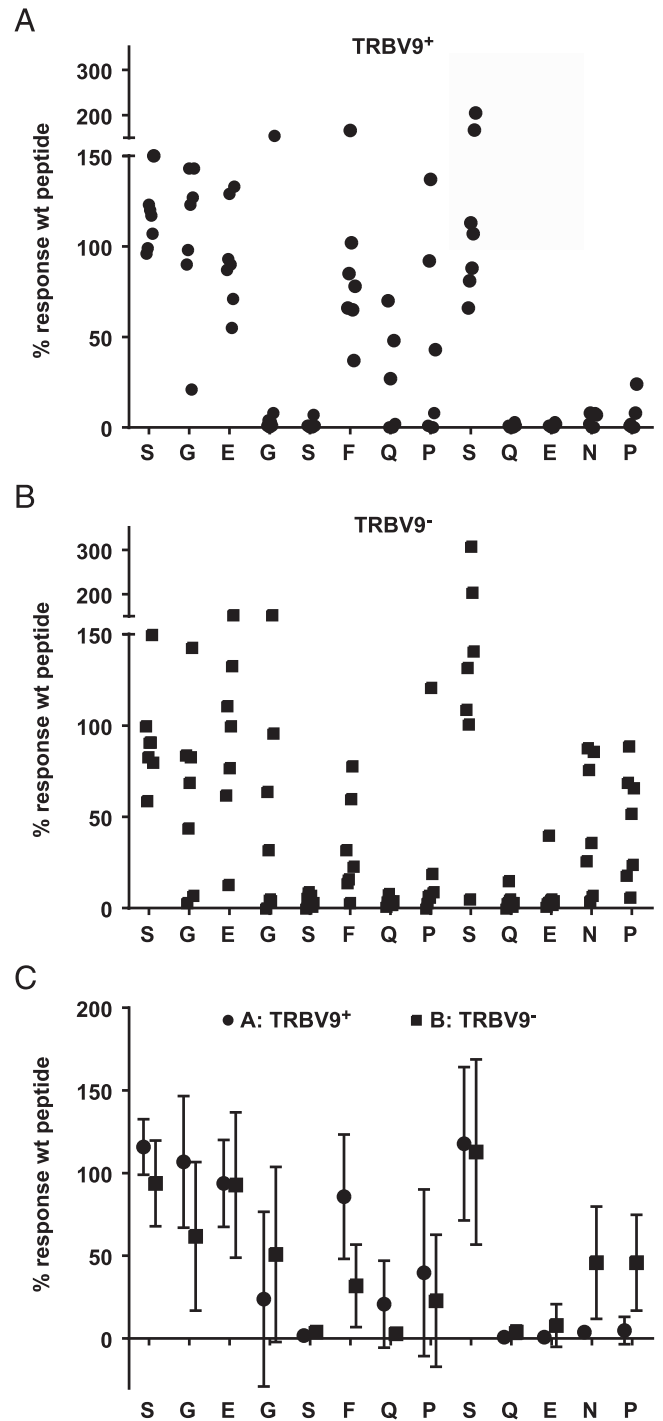 A
TRBV9⁺
% response wt peptide
300
200
150
100
50
0
S G E G S F Q P S Q E N P
B
TRBV9⁻
% response wt peptide
300
200
150
100
50
0
S G E G S F Q P S Q E N P
C
% response wt peptide
200
150
100
50
0
A: TRBV9⁺ B: TRBV9⁻
S G E G S F Q P S Q E N P